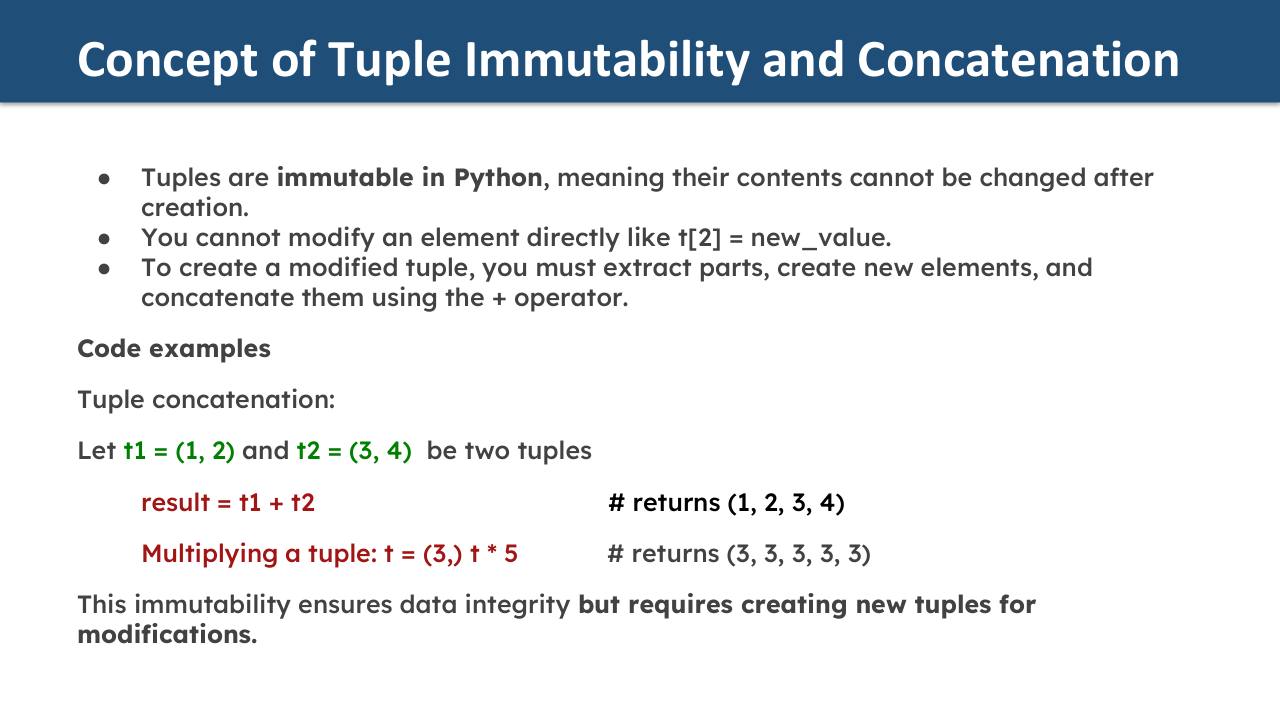 Concept of Tuple Immutability and Concatenation
● Tuples are immutable in Python, meaning their contents cannot be changed after
creation.
● You cannot modify an element directly like t[2] = new_value.
● To create a modified tuple, you must extract parts, create new elements, and
concatenate them using the + operator.
Code examples
Tuple concatenation:
Let t1 = (1, 2) and t2 = (3, 4) be two tuples
result = t1 + t2 # returns (1, 2, 3, 4)
Multiplying a tuple: t = (3,) t * 5 # returns (3, 3, 3, 3, 3)
This immutability ensures data integrity but requires creating new tuples for
modifications.